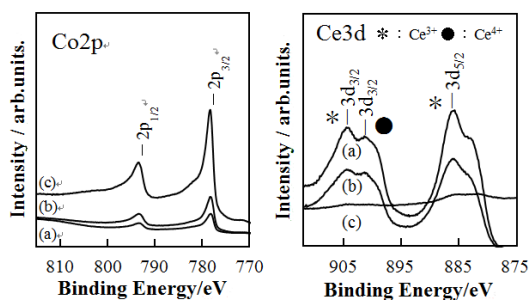 Co2p
2p1/2
2p3/2
(c)
(b)
(a)
Intensity / arb.units.
815 800 790 780 770
Binding Energy/eV
Ce3d * : Ce3+ ● : Ce4+
* 3d3/2
3d3/2
* 3d5/2
(a)
(b)
(c)
Intensity / arb.units.
905 895 885 875
Binding Energy/eV